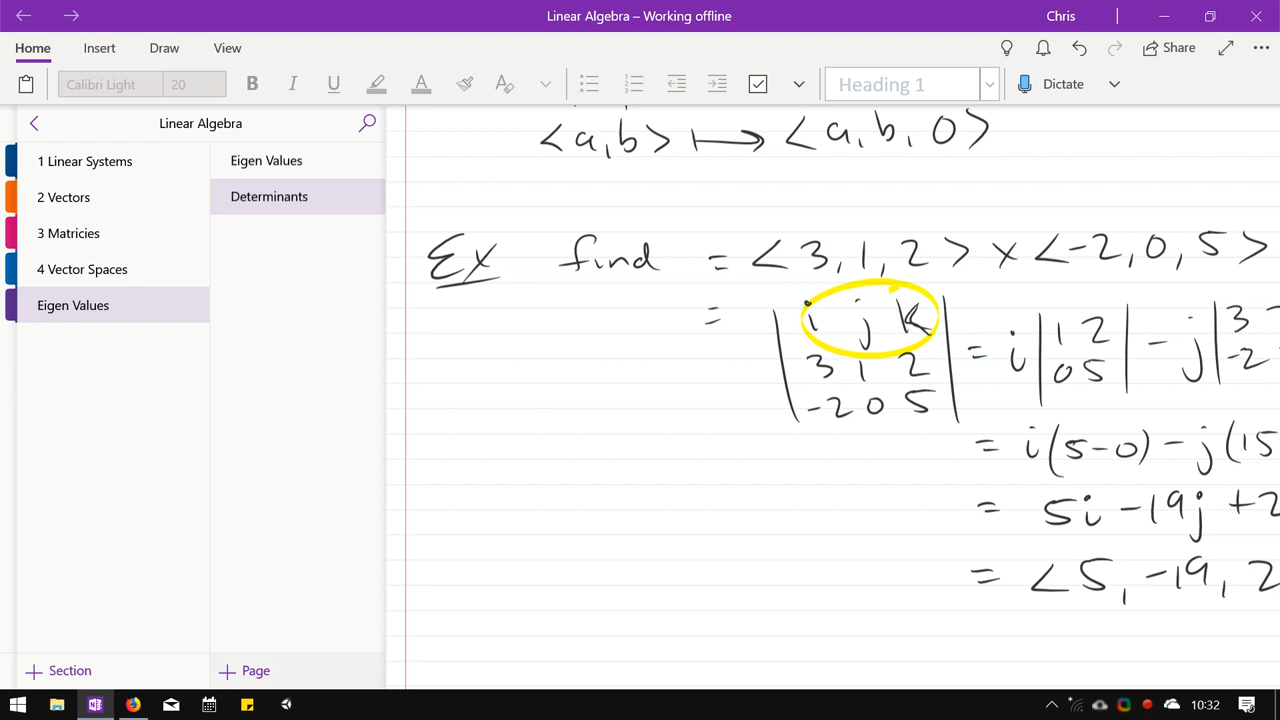 Linear Algebra – Working offline
Chris
Home Insert Draw View
Share
Calibri Light 20 B I U A Heading 1 Dictate
Linear Algebra
1 Linear Systems
2 Vectors
3 Matricies
4 Vector Spaces
Eigen Values
Eigen Values
Determinants
<a,b> ↦ <a, b, 0>
Ex find = <3, 1, 2> x <-2, 0, 5>
= | i j k | = i | 1 2 | - j | 3
3 1 2 0 5 -2
-2 0 5
= i(5-0) - j(15
= 5i - 19j + 2
= <5, -19, 2
+ Section
+ Page
10:32